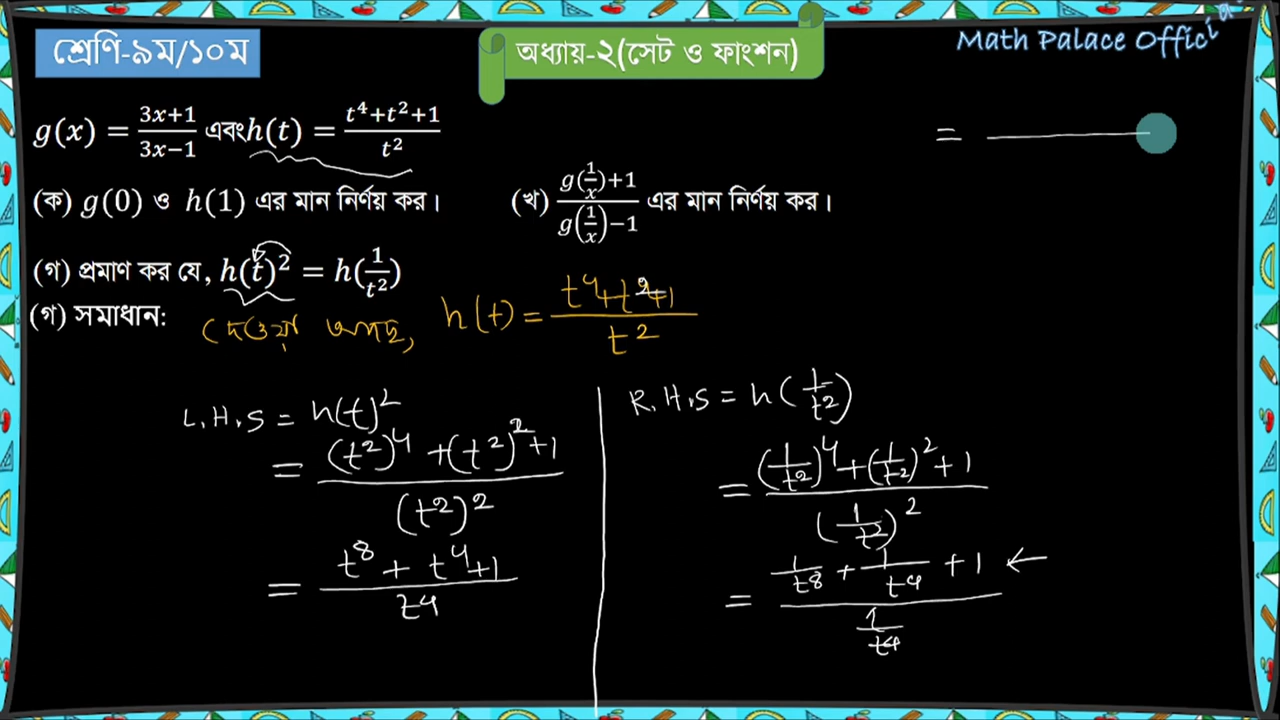 শ্রেণি-৯ম/১০ম
অধ্যায়-২(সেট ও ফাংশন)
Math Palace Official
g(x) = (3x+1)/(3x−1) এবং h(t) = (t⁴+t²+1)/t²
=
(ক) g(0) ও h(1) এর মান নির্ণয় কর।
(খ) (g(1/x)+1)/(g(1/x)−1) এর মান নির্ণয় কর।
(গ) প্রমাণ কর যে, h(t)² = h(1/t²)
(গ) সমাধান:
দেওয়া আছে, h(t) = (t⁴+t²+1)/t²
L.H.S = h(t)²
= ((t²)⁴ + (t²)² + 1)/(t²)²
= (t⁸ + t⁴ + 1)/t⁴
R.H.S = h(1/t²)
= ((1/t²)⁴ + (1/t²)² + 1)/(1/t²)²
= (1/t⁸ + 1/t⁴ + 1)/(1/t⁴) ←